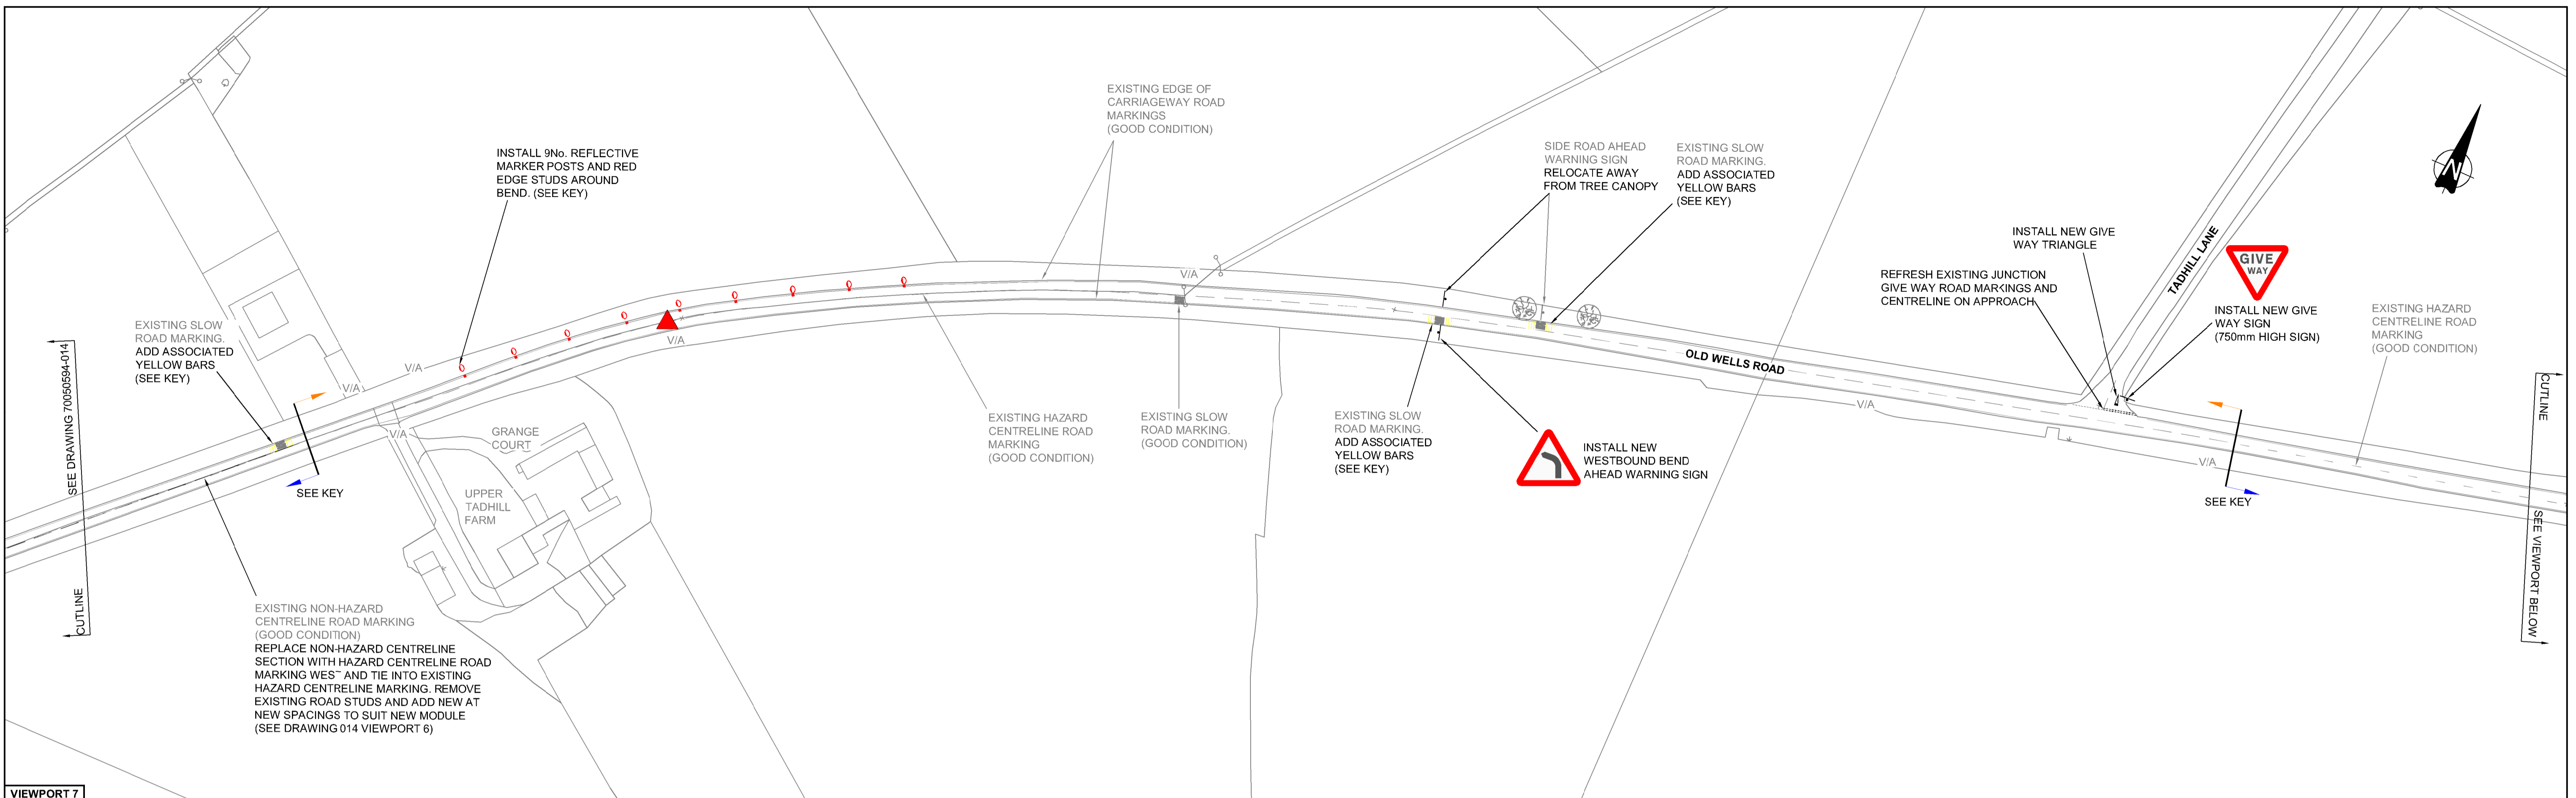 EXISTING EDGE OF
CARRIAGEWAY ROAD
MARKINGS
(GOOD CONDITION)
INSTALL 9No. REFLECTIVE
MARKER POSTS AND RED
EDGE STUDS AROUND
BEND. (SEE KEY)
SIDE ROAD AHEAD
WARNING SIGN
RELOCATE AWAY
FROM TREE CANOPY
EXISTING SLOW
ROAD MARKING.
ADD ASSOCIATED
YELLOW BARS
(SEE KEY)
N
INSTALL NEW GIVE
WAY TRIANGLE
TADHILL LANE
GIVE
WAY
REFRESH EXISTING JUNCTION
GIVE WAY ROAD MARKINGS AND
CENTRELINE ON APPROACH
INSTALL NEW GIVE
WAY SIGN
(750mm HIGH SIGN)
EXISTING HAZARD
CENTRELINE ROAD
MARKING
(GOOD CONDITION)
EXISTING SLOW
ROAD MARKING.
ADD ASSOCIATED
YELLOW BARS
(SEE KEY)
V/A
V/A
V/A
V/A
V/A
V/A
V/A
OLD WELLS ROAD
SEE DRAWING 70050594-014
CUTLINE
SEE KEY
GRANGE
COURT
UPPER
TADHILL
FARM
EXISTING HAZARD
CENTRELINE ROAD
MARKING
(GOOD CONDITION)
EXISTING SLOW
ROAD MARKING.
(GOOD CONDITION)
EXISTING SLOW
ROAD MARKING.
ADD ASSOCIATED
YELLOW BARS
(SEE KEY)
INSTALL NEW
WESTBOUND BEND
AHEAD WARNING SIGN
SEE KEY
CUTLINE
SEE VIEWPORT BELOW
EXISTING NON-HAZARD
CENTRELINE ROAD MARKING
(GOOD CONDITION)
REPLACE NON-HAZARD CENTRELINE
SECTION WITH HAZARD CENTRELINE ROAD
MARKING WES~ AND TIE INTO EXISTING
HAZARD CENTRELINE MARKING. REMOVE
EXISTING ROAD STUDS AND ADD NEW AT
NEW SPACINGS TO SUIT NEW MODULE
(SEE DRAWING 014 VIEWPORT 6)
VIEWPORT 7